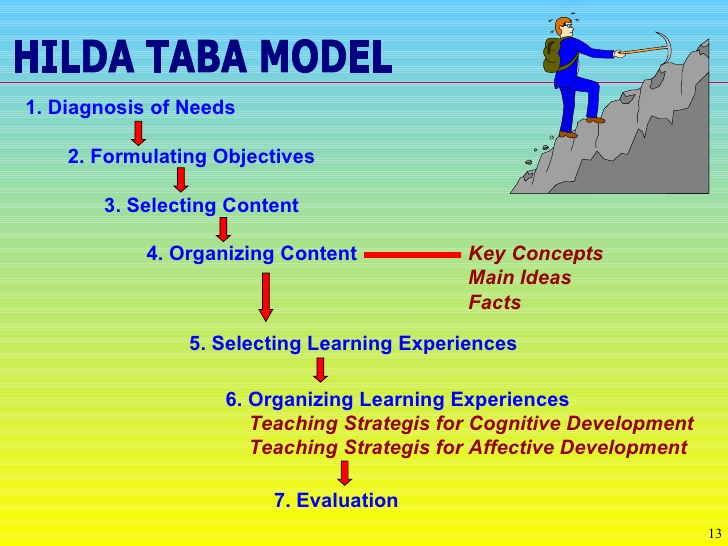 HILDA TABA MODEL
1. Diagnosis of Needs
2. Formulating Objectives
3. Selecting Content
4. Organizing Content
Key Concepts
Main Ideas
Facts
5. Selecting Learning Experiences
6. Organizing Learning Experiences
Teaching Strategis for Cognitive Development
Teaching Strategis for Affective Development
7. Evaluation
13